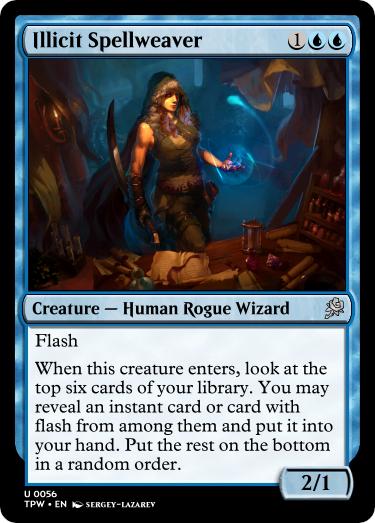 Illicit Spellweaver 1
Creature — Human Rogue Wizard
Flash
When this creature enters, look at the
top six cards of your library. You may
reveal an instant card or card with
flash from among them and put it into
your hand. Put the rest on the bottom
in a random order.
2/1
U 0056
TPW • EN SERGEY-LAZAREV